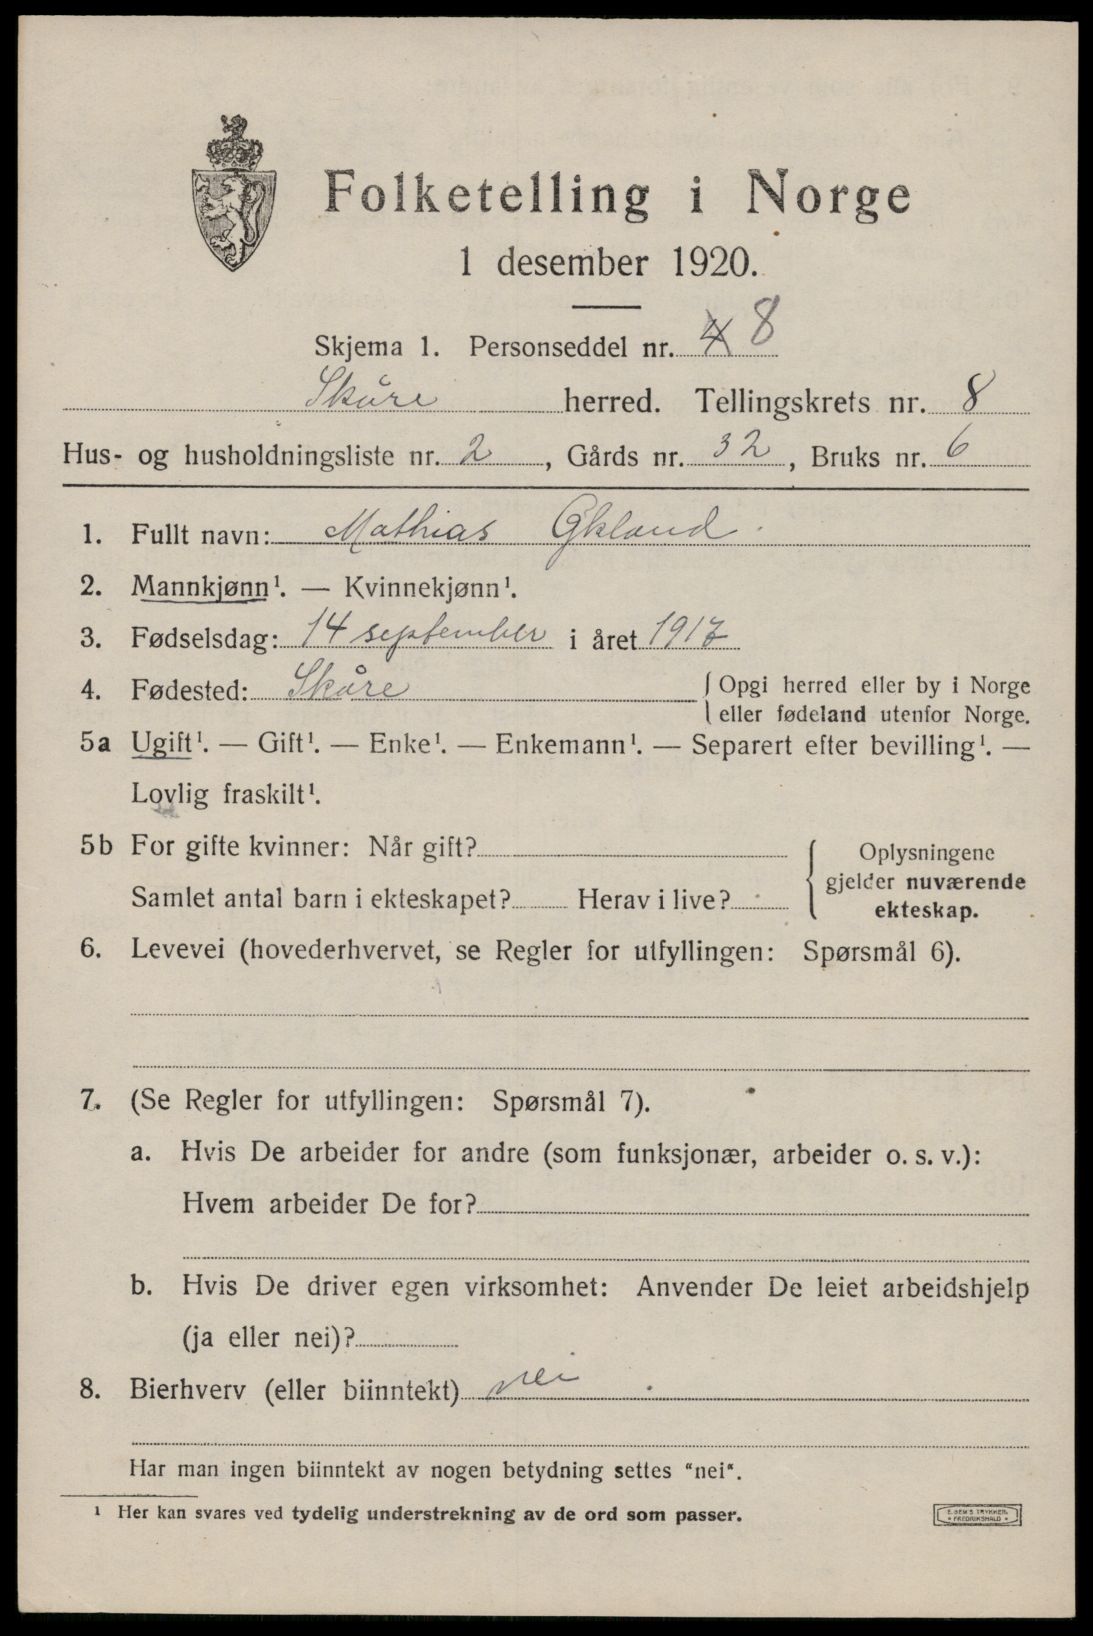 Folketelling i Norge
1 desember 1920.
Skjema 1. Personseddel nr. 4 8
Skåre herred. Tellingskrets nr. 8
Hus- og husholdningsliste nr. 2, Gårds nr. 32, Bruks nr. 6
1. Fullt navn: Mathias Økland
2. Mannkjønn¹. — Kvinnekjønn¹.
3. Fødselsdag: 14 september i året 1917
4. Fødested: Skåre { Opgi herred eller by i Norge
eller fødeland utenfor Norge.
5a Ugift¹. — Gift¹. — Enke¹. — Enkemann¹. — Separert efter bevilling¹. —
Lovlig fraskilt¹.
5b For gifte kvinner: Når gift?
Samlet antal barn i ekteskapet? Herav i live?
{ Oplysningene
gjelder nuværende
ekteskap.
6. Levevei (hovederhvervet, se Regler for utfyllingen: Spørsmål 6).
7. (Se Regler for utfyllingen: Spørsmål 7).
a. Hvis De arbeider for andre (som funksjonær, arbeider o. s. v.):
Hvem arbeider De for?
b. Hvis De driver egen virksomhet: Anvender De leiet arbeidshjelp
(ja eller nei)?
8. Bierhverv (eller biinntekt) nei
Har man ingen biinntekt av nogen betydning settes "nei".
¹ Her kan svares ved tydelig understrekning av de ord som passer.
E. SEM'S TRYKKERI,
FREDRIKSHALD